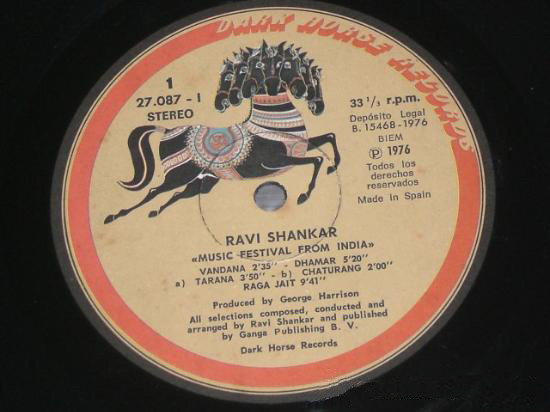 DARK HORSE RECORDS
1
27.087 - I
STEREO
33 1/3 r.p.m.
Depósito Legal
B. 15468-1976
BIEM
℗ 1976
Todos los
derechos
reservados
Made in Spain
RAVI SHANKAR
«MUSIC FESTIVAL FROM INDIA»
VANDANA 2'35'' - DHAMAR 5'20''
a) TARANA 3'50'' - b) CHATURANG 2'00''
RAGA JAIT 9'41''
Produced by George Harrison
All selections composed, conducted and
arranged by Ravi Shankar and published
by Ganga Publishing B. V.
Dark Horse Records